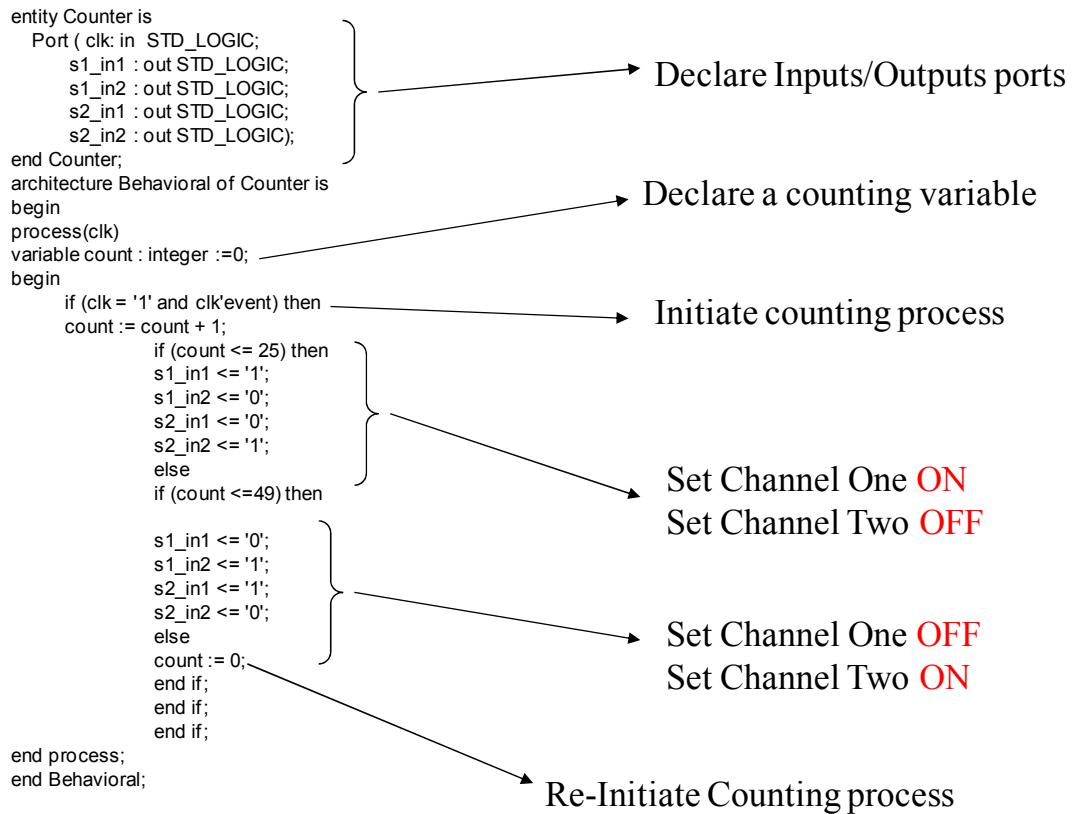 entity Counter is
Port ( clk: in STD_LOGIC;
s1_in1 : out STD_LOGIC;
s1_in2 : out STD_LOGIC;
s2_in1 : out STD_LOGIC;
s2_in2 : out STD_LOGIC);
end Counter;
architecture Behavioral of Counter is
begin
process(clk)
variable count : integer :=0;
begin
if (clk = '1' and clk'event) then
count := count + 1;
if (count <= 25) then
s1_in1 <= '1';
s1_in2 <= '0';
s2_in1 <= '0';
s2_in2 <= '1';
else
if (count <=49) then
s1_in1 <= '0';
s1_in2 <= '1';
s2_in1 <= '1';
s2_in2 <= '0';
else
count := 0;
end if;
end if;
end if;
end process;
end Behavioral;
Declare Inputs/Outputs ports
Declare a counting variable
Initiate counting process
Set Channel One ON
Set Channel Two OFF
Set Channel One OFF
Set Channel Two ON
Re-Initiate Counting process